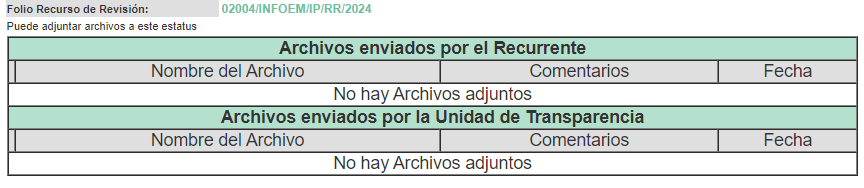 Folio Recurso de Revisión: 02004/INFOEM/IP/RR/2024
Puede adjuntar archivos a este estatus
Archivos enviados por el Recurrente
Nombre del Archivo Comentarios Fecha
No hay Archivos adjuntos
Archivos enviados por la Unidad de Transparencia
Nombre del Archivo Comentarios Fecha
No hay Archivos adjuntos